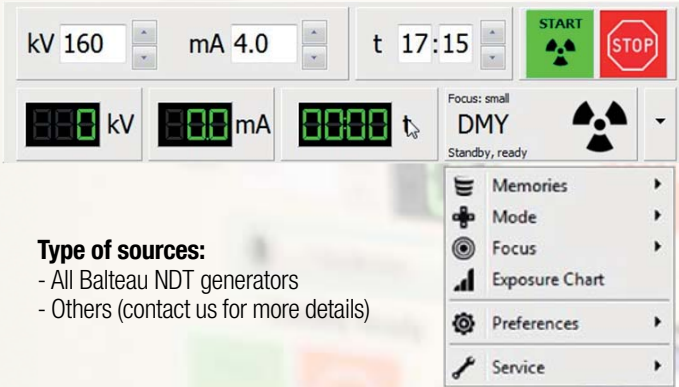 kV 160 mA 4.0 t 17:15 START STOP
0 kV 0.0 mA 00:00 t
Focus: small
DMY
Standby, ready
Memories
Mode
Focus
Exposure Chart
Preferences
Service
Type of sources:
- All Balteau NDT generators
- Others (contact us for more details)